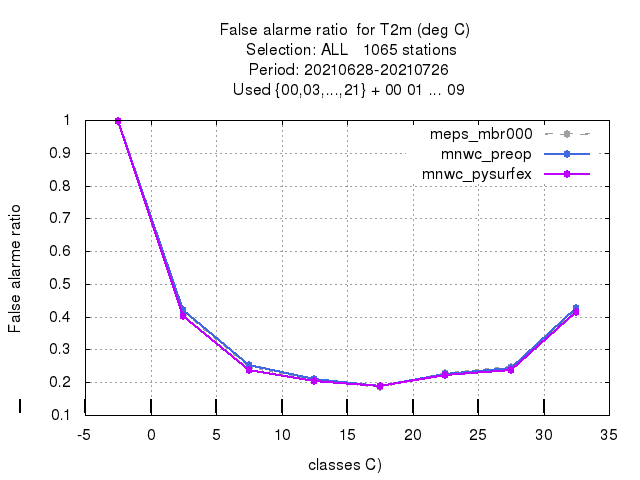 False alarme ratio  for T2m (deg C)
Selection: ALL   1065 stations
Period: 20210628-20210726
Used {00,03,...,21} + 00 01 ... 09
meps_mbr000
mnwc_preop
mnwc_pysurfex
False alarme ratio
1
0.9
0.8
0.7
0.6
0.5
0.4
0.3
0.2
0.1
-5 0 5 10 15 20 25 30 35
classes C)